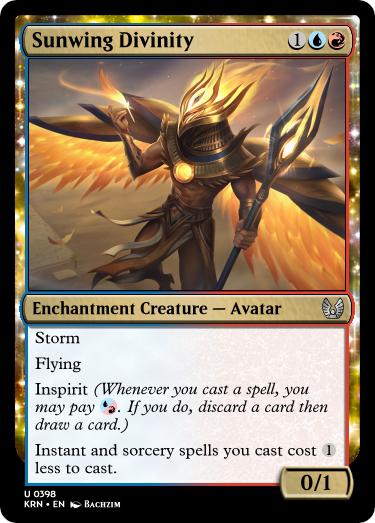 Sunwing Divinity 1
Enchantment Creature — Avatar
Storm
Flying
Inspirit (Whenever you cast a spell, you
may pay . If you do, discard a card then
draw a card.)
Instant and sorcery spells you cast cost 1
less to cast.
0/1
U 0398
KRN • EN Bachzim